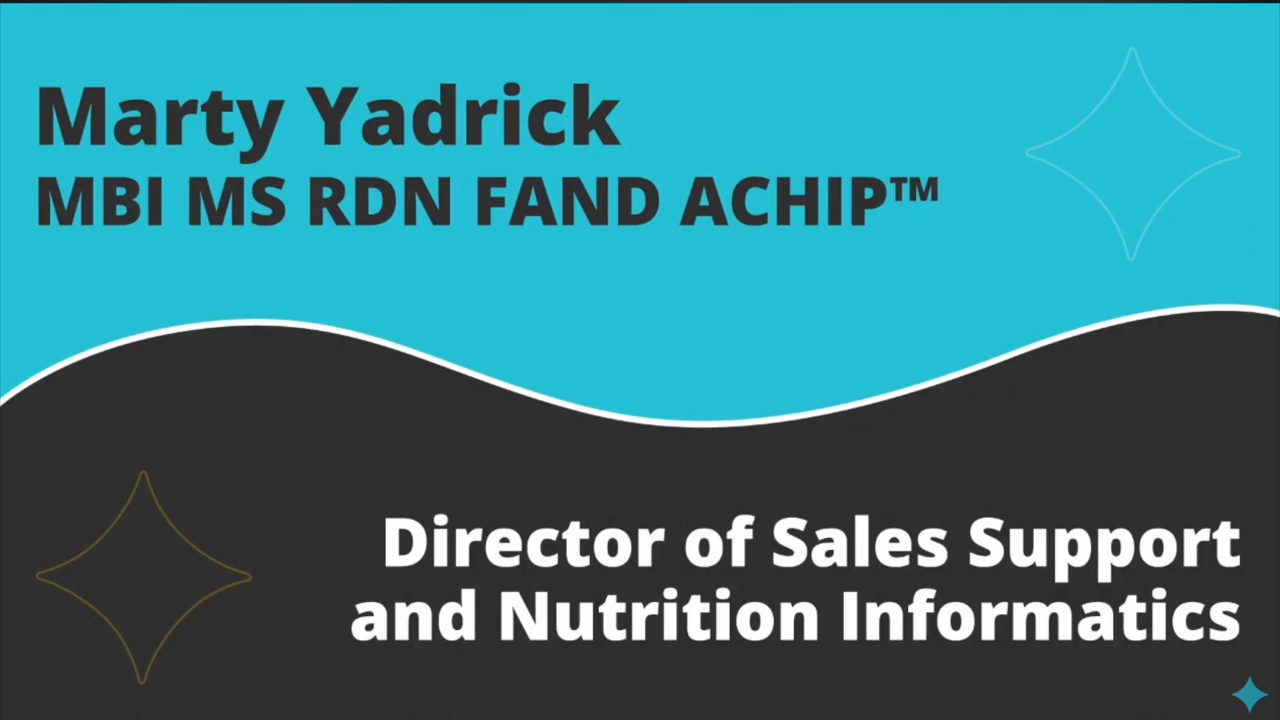 Marty Yadrick
MBI MS RDN FAND ACHIP™
Director of Sales Support
and Nutrition Informatics